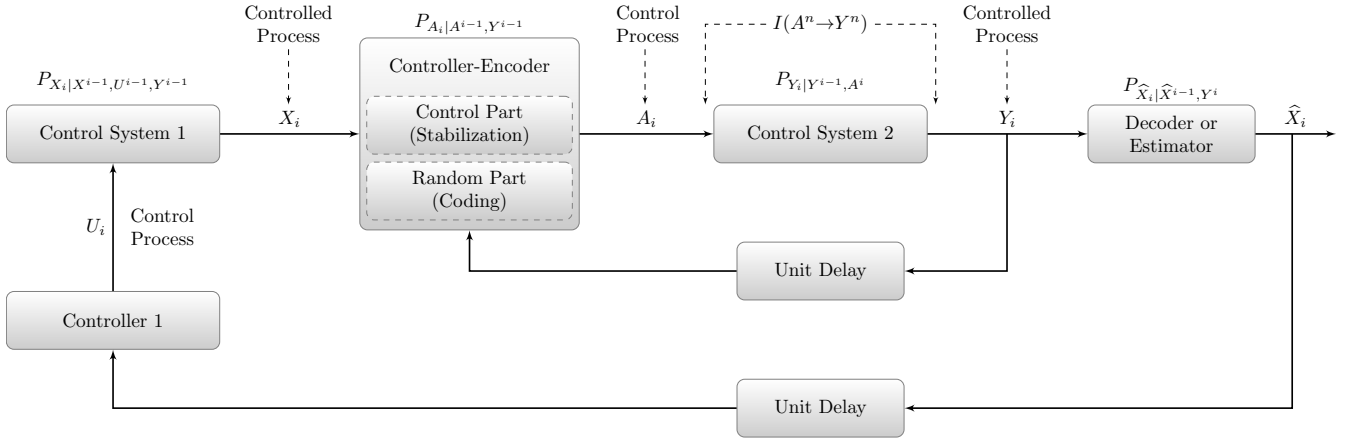 Controlled
Process
P_{A_i|A^{i-1},Y^{i-1}}
Control
Process
I(A^n→Y^n)
Controlled
Process
P_{X_i|X^{i-1},U^{i-1},Y^{i-1}}
Controller-Encoder
P_{Y_i|Y^{i-1},A^i}
P_{\widehat{X}_i|\widehat{X}^{i-1},Y^i}
Control System 1
X_i
Control Part
(Stabilization)
A_i
Control System 2
Y_i
Decoder or
Estimator
\widehat{X}_i
Random Part
(Coding)
U_i
Control
Process
Unit Delay
Controller 1
Unit Delay